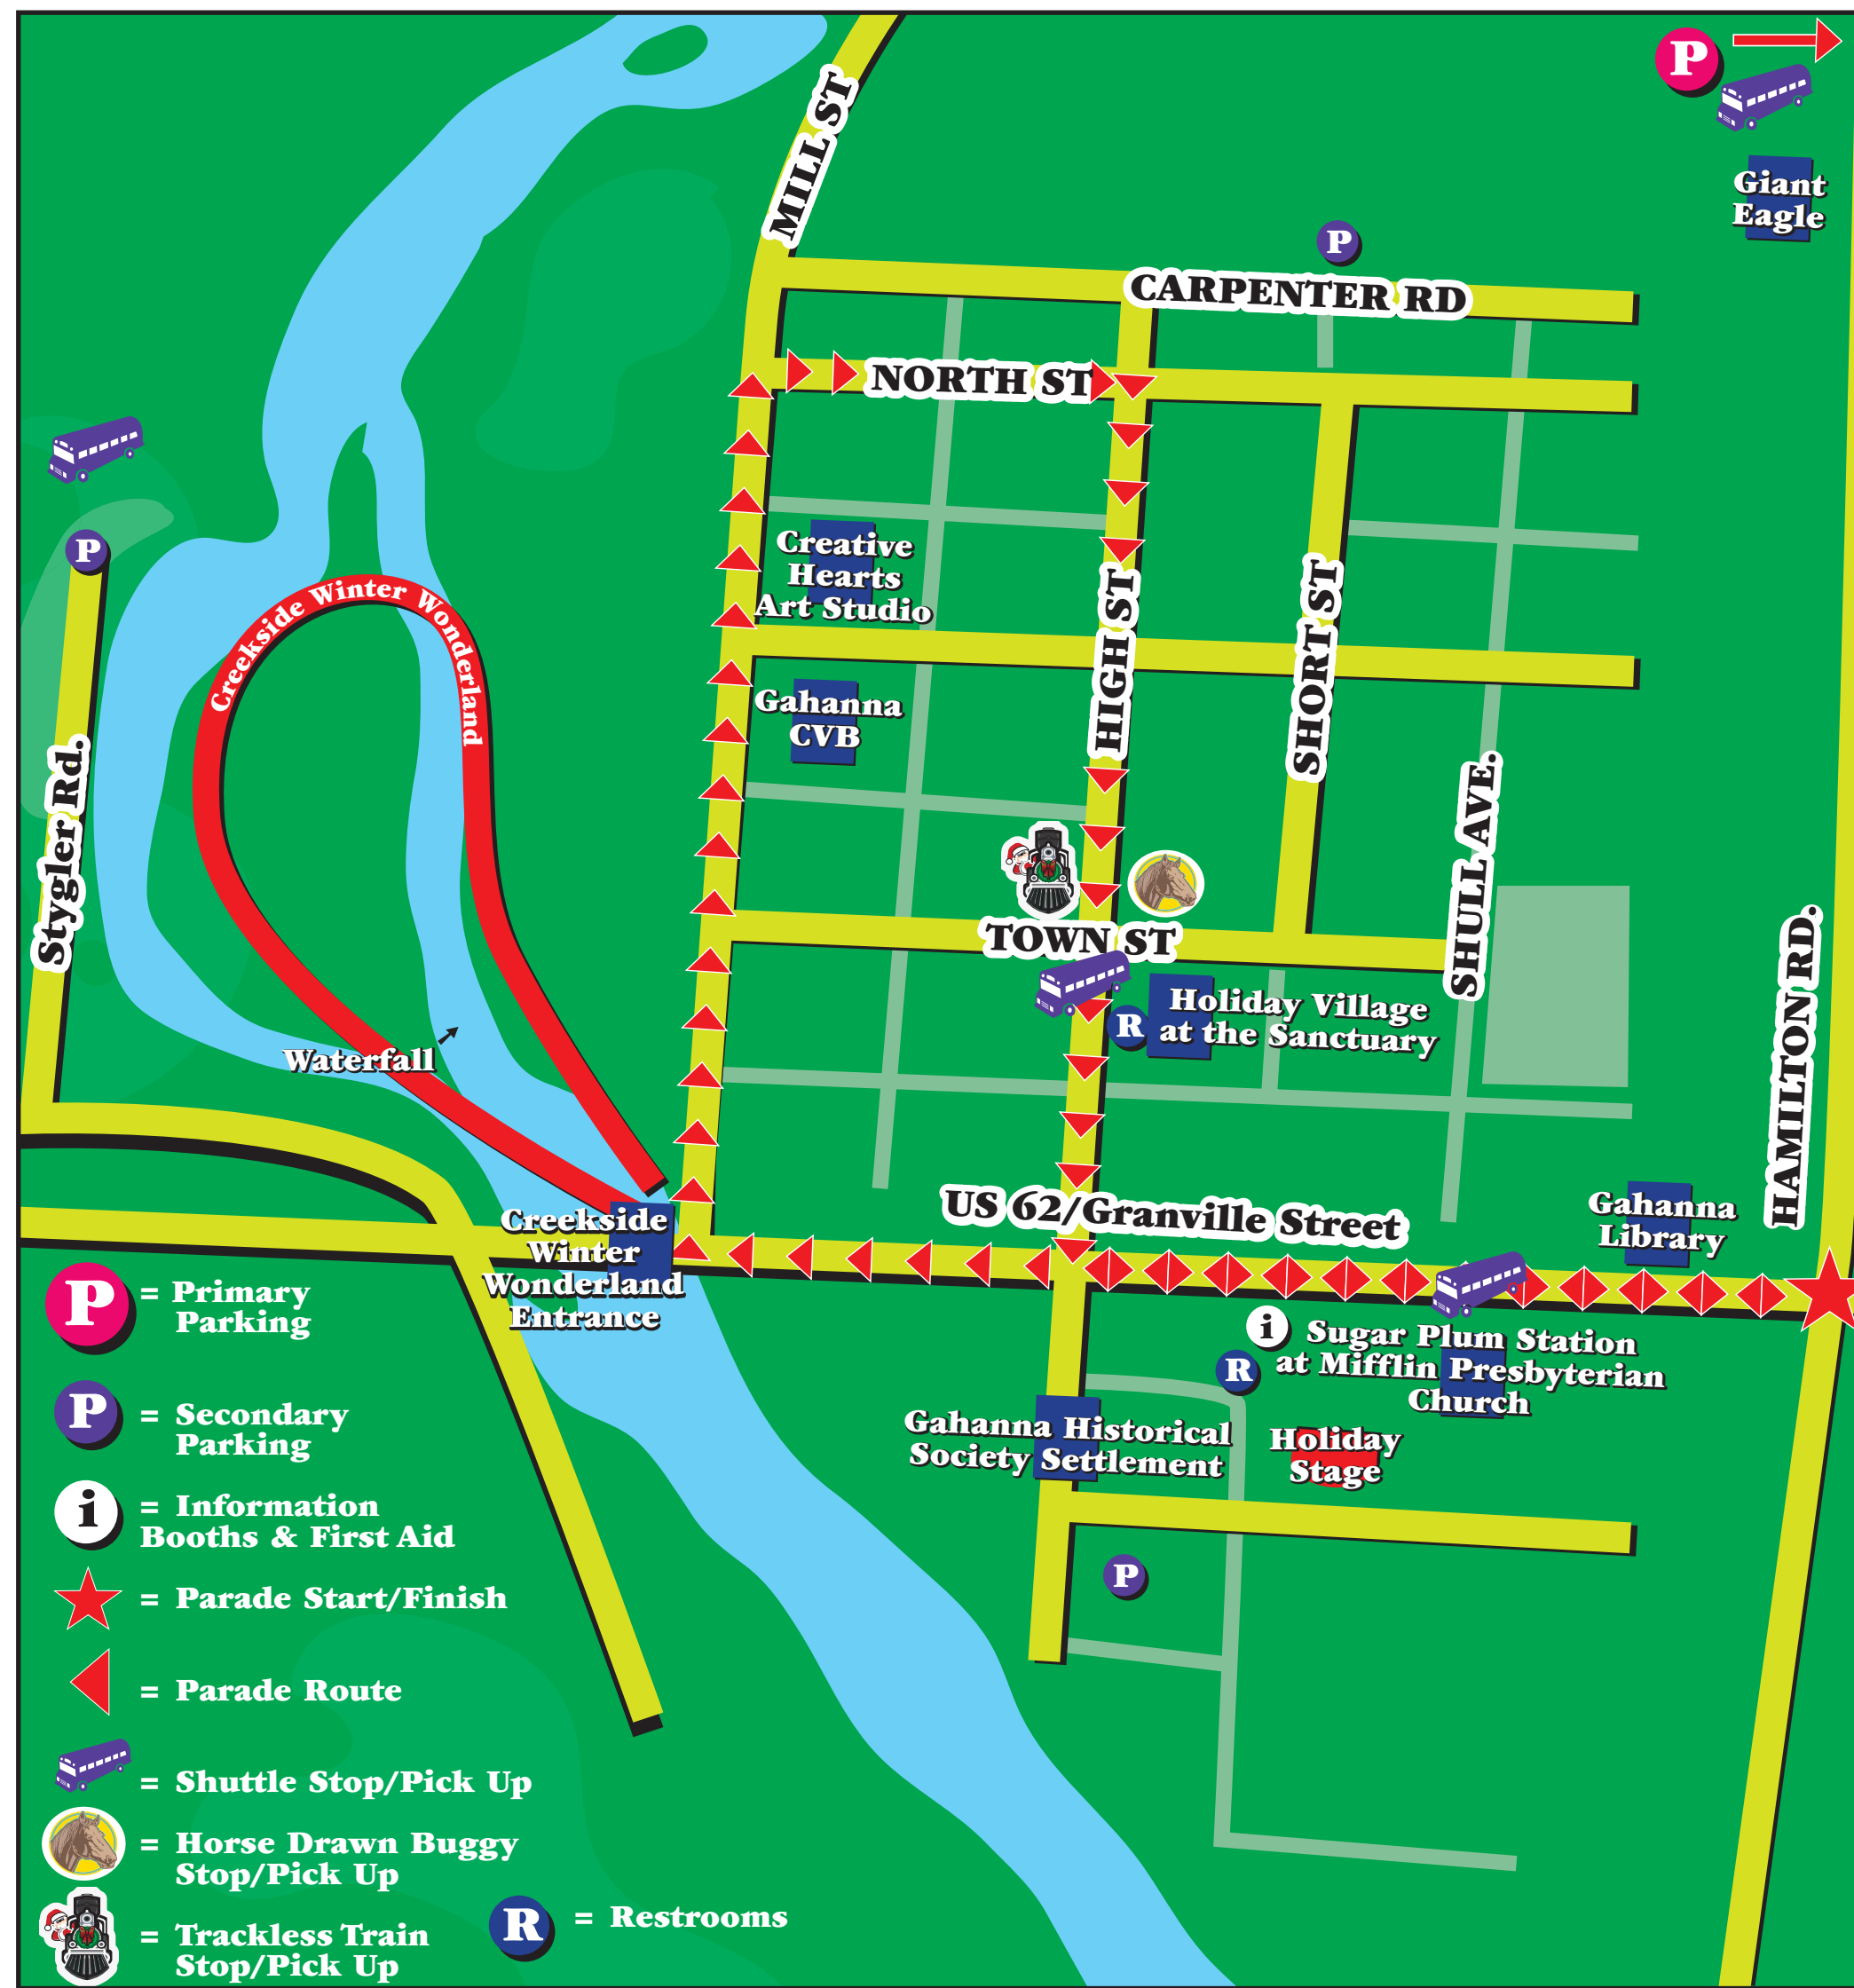 P
Giant
Eagle
MILL ST
P
CARPENTER RD
NORTH ST
P
Creative
Hearts
Art Studio
Creekside Winter Wonderland
HIGH ST
SHORT ST
Gahanna
CVB
Stygler Rd.
SHULL AVE.
TOWN ST
HAMILTON RD.
R
Holiday Village
at the Sanctuary
Waterfall
US 62/Granville Street
Gahanna
Library
Creekside
Winter
Wonderland
Entrance
i
Sugar Plum Station
at Mifflin Presbyterian
Church
R
Gahanna Historical
Society Settlement
Holiday
Stage
P
P = Primary
Parking
P = Secondary
Parking
i = Information
Booths & First Aid
= Parade Start/Finish
= Parade Route
= Shuttle Stop/Pick Up
= Horse Drawn Buggy
Stop/Pick Up
= Trackless Train
Stop/Pick Up
R = Restrooms